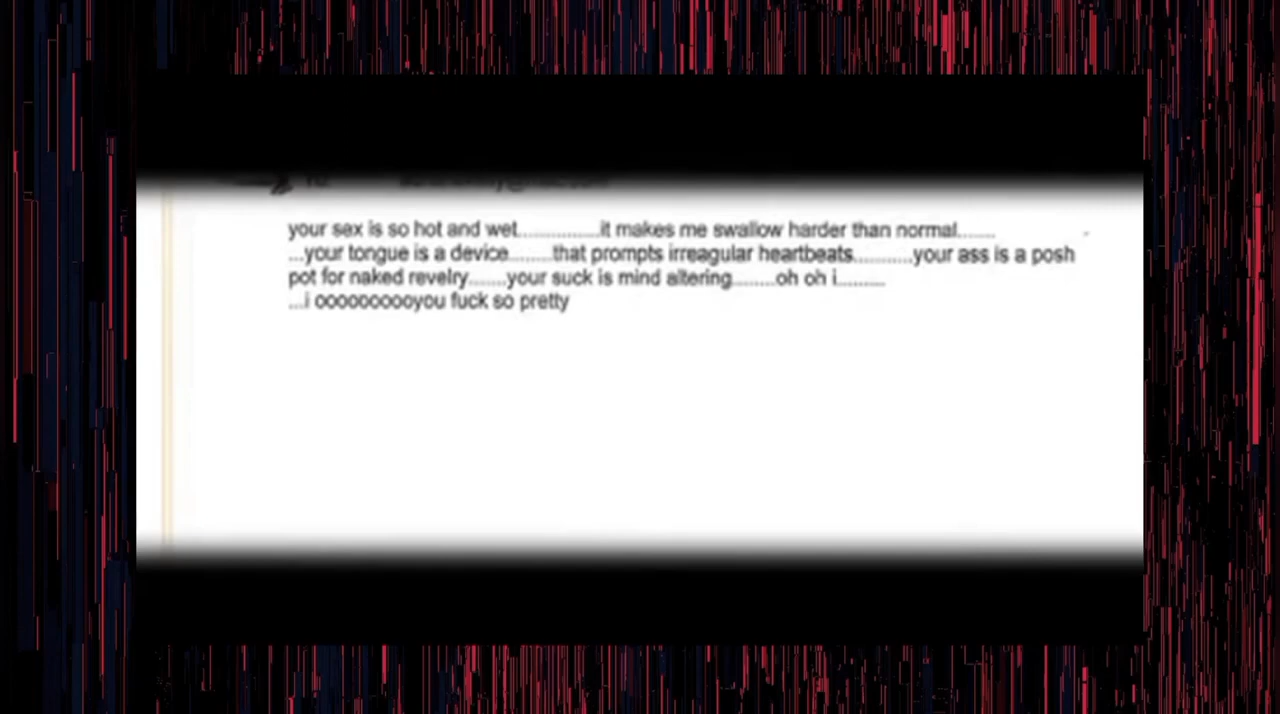 your sex is so hot and wet...............it makes me swallow harder than normal.......
...your tongue is a device........that prompts irreagular heartbeats...........your ass is a posh
pot for naked revelry.......your suck is mind altering........oh oh i.........
...i oooooooooyou fuck so pretty